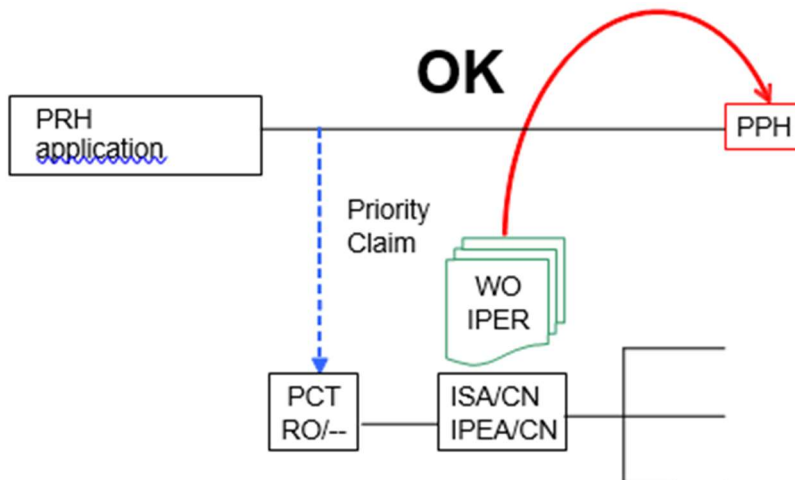 OK
PRH
application
PPH
Priority
Claim
WO
IPER
PCT
RO/--
ISA/CN
IPEA/CN